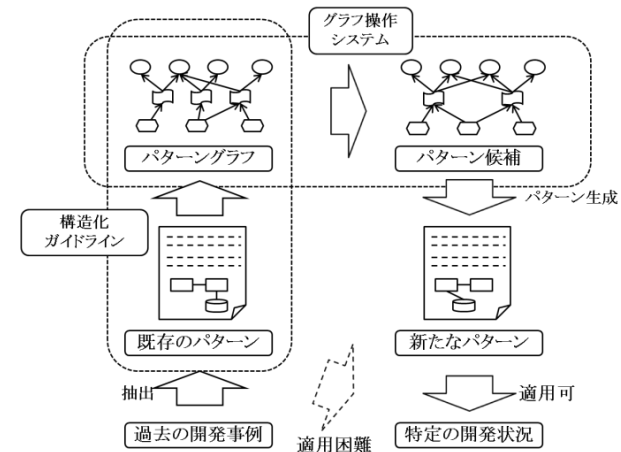 グラフ操作
システム
パターングラフ
パターン候補
構造化
ガイドライン
パターン生成
既存のパターン
新たなパターン
抽出
適用可
過去の開発事例
適用困難
特定の開発状況